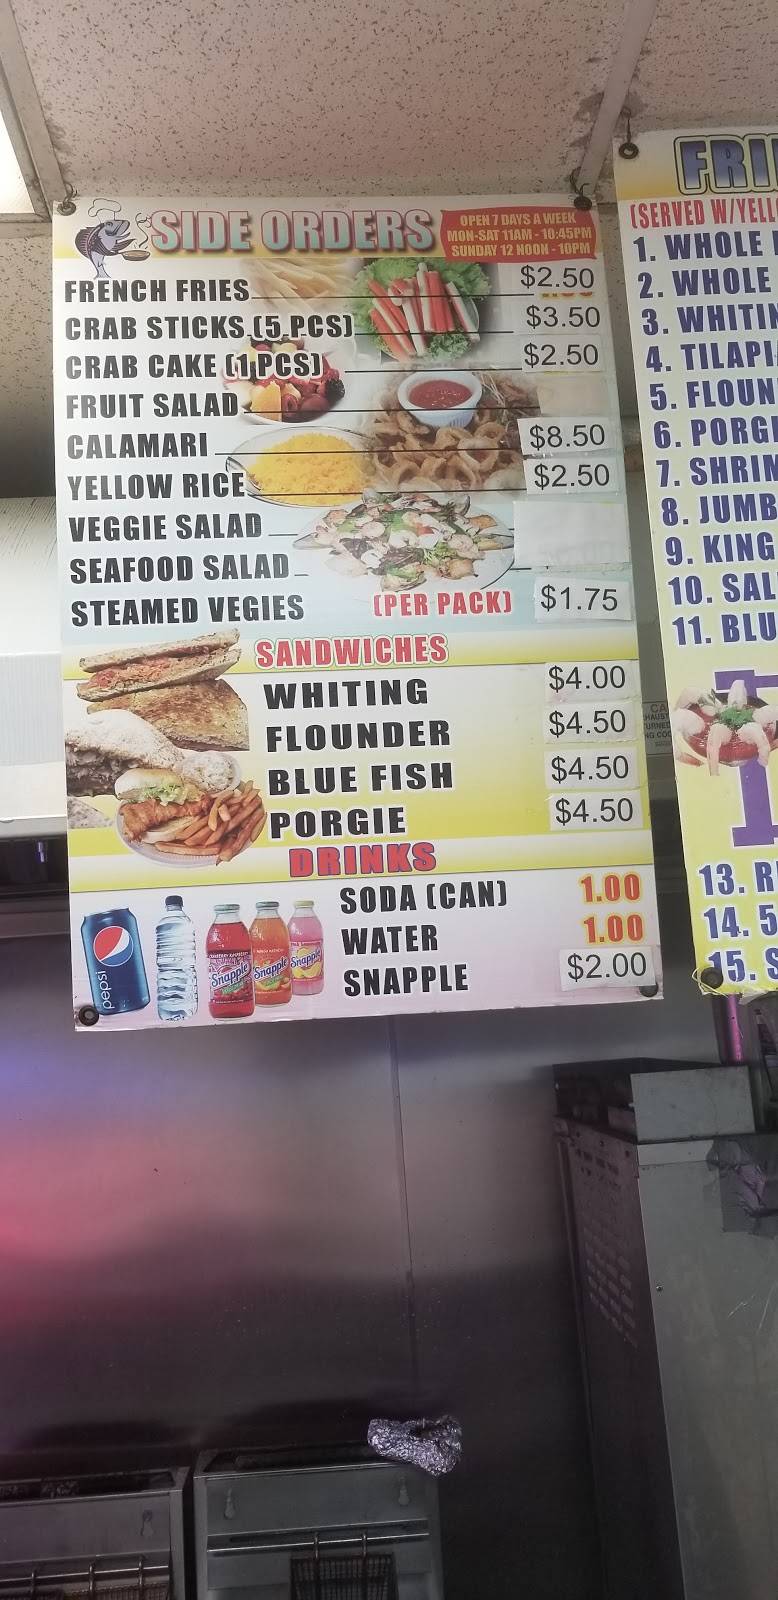 SIDE ORDERS
OPEN 7 DAYS A WEEK
MON-SAT 11AM - 10:45PM
SUNDAY 12 NOON - 10PM
FRENCH FRIES $2.50
CRAB STICKS (5 PCS) $3.50
CRAB CAKE (1 PCS) $2.50
FRUIT SALAD
CALAMARI $8.50
YELLOW RICE $2.50
VEGGIE SALAD
SEAFOOD SALAD
STEAMED VEGIES (PER PACK) $1.75
SANDWICHES
WHITING $4.00
FLOUNDER $4.50
BLUE FISH $4.50
PORGIE $4.50
DRINKS
SODA (CAN) 1.00
WATER 1.00
SNAPPLE $2.00
pepsi
Snapple
Snapple
Snapple
FRI
(SERVED W/YELL
1. WHOLE
2. WHOLE
3. WHITIN
4. TILAPI
5. FLOUN
6. PORGI
7. SHRIM
8. JUMB
9. KING
10. SAL
11. BLU
13. R
14. 5
15. S